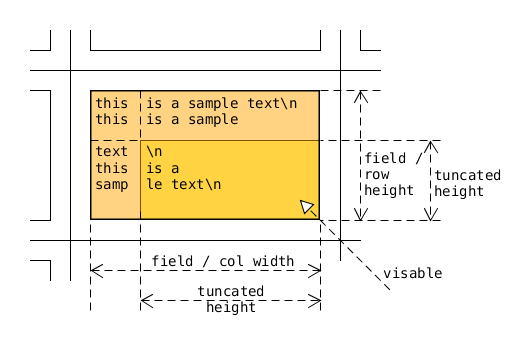 this is a sample text\n
this is a sample
text \n
this is a
samp le text\n
field /
row
height
tuncated
height
field / col width
visable
tuncated
height